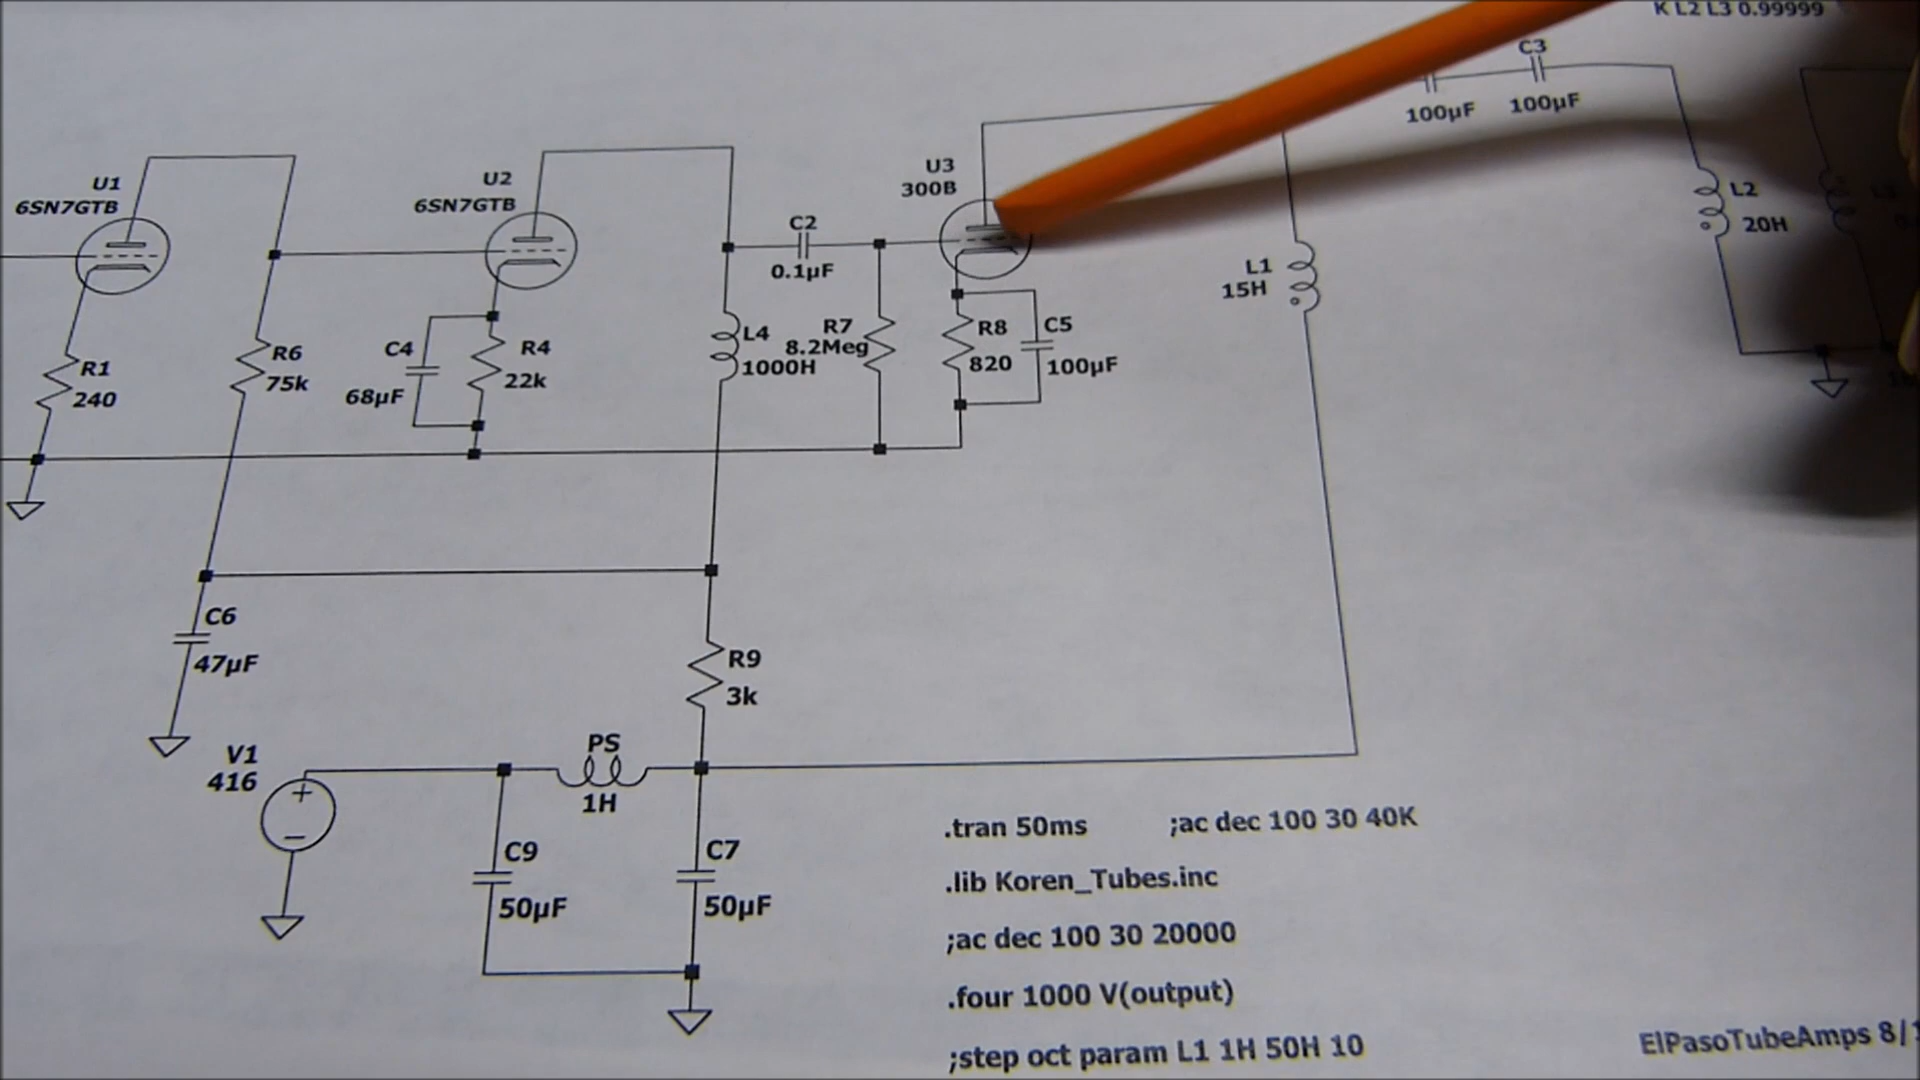 K L2 L3 0.99999
C3
100µF
100µF
U1
6SN7GTB
U2
6SN7GTB
U3
300B
C2
0.1µF
L2
20H
L1
15H
R1
240
R6
75k
C4
68µF
R4
22k
L4
1000H
R7
8.2Meg
R8
820
C5
100µF
C6
47µF
R9
3k
V1
416
PS
1H
C9
50µF
C7
50µF
.tran 50ms
;ac dec 100 30 40K
.lib Koren_Tubes.inc
;ac dec 100 30 20000
.four 1000 V(output)
;step oct param L1 1H 50H 10
ElPasoTubeAmps 8/